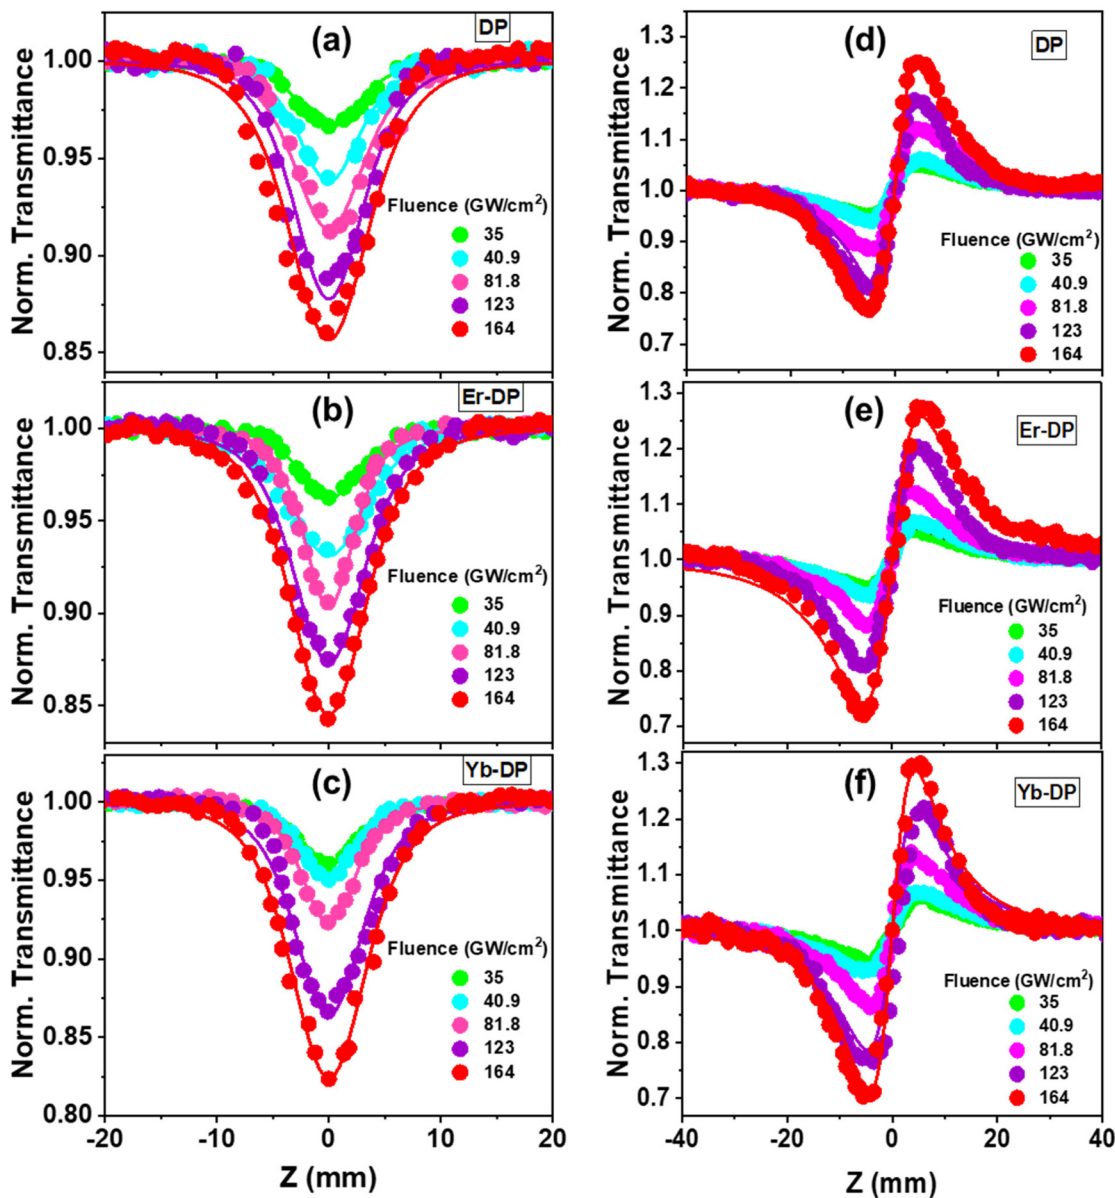 (a)
DP
Norm. Transmittance
1.00
0.95
0.90
0.85
Fluence (GW/cm²)
35
40.9
81.8
123
164
(d)
DP
Norm. Transmittance
1.3
1.2
1.1
1.0
0.9
0.8
0.7
Fluence (GW/cm²)
35
40.9
81.8
123
164
(b)
Er-DP
Norm. Transmittance
1.00
0.95
0.90
0.85
Fluence (GW/cm²)
35
40.9
81.8
123
164
(e)
Er-DP
Norm. Transmittance
1.3
1.2
1.1
1.0
0.9
0.8
0.7
Fluence (GW/cm²)
35
40.9
81.8
123
164
(c)
Yb-DP
Norm. Transmittance
1.00
0.95
0.90
0.85
0.80
Fluence (GW/cm²)
35
40.9
81.8
123
164
-20 -10 0 10 20
Z (mm)
(f)
Yb-DP
Norm. Transmittance
1.3
1.2
1.1
1.0
0.9
0.8
0.7
Fluence (GW/cm²)
35
40.9
81.8
123
164
-40 -20 0 20 40
Z (mm)